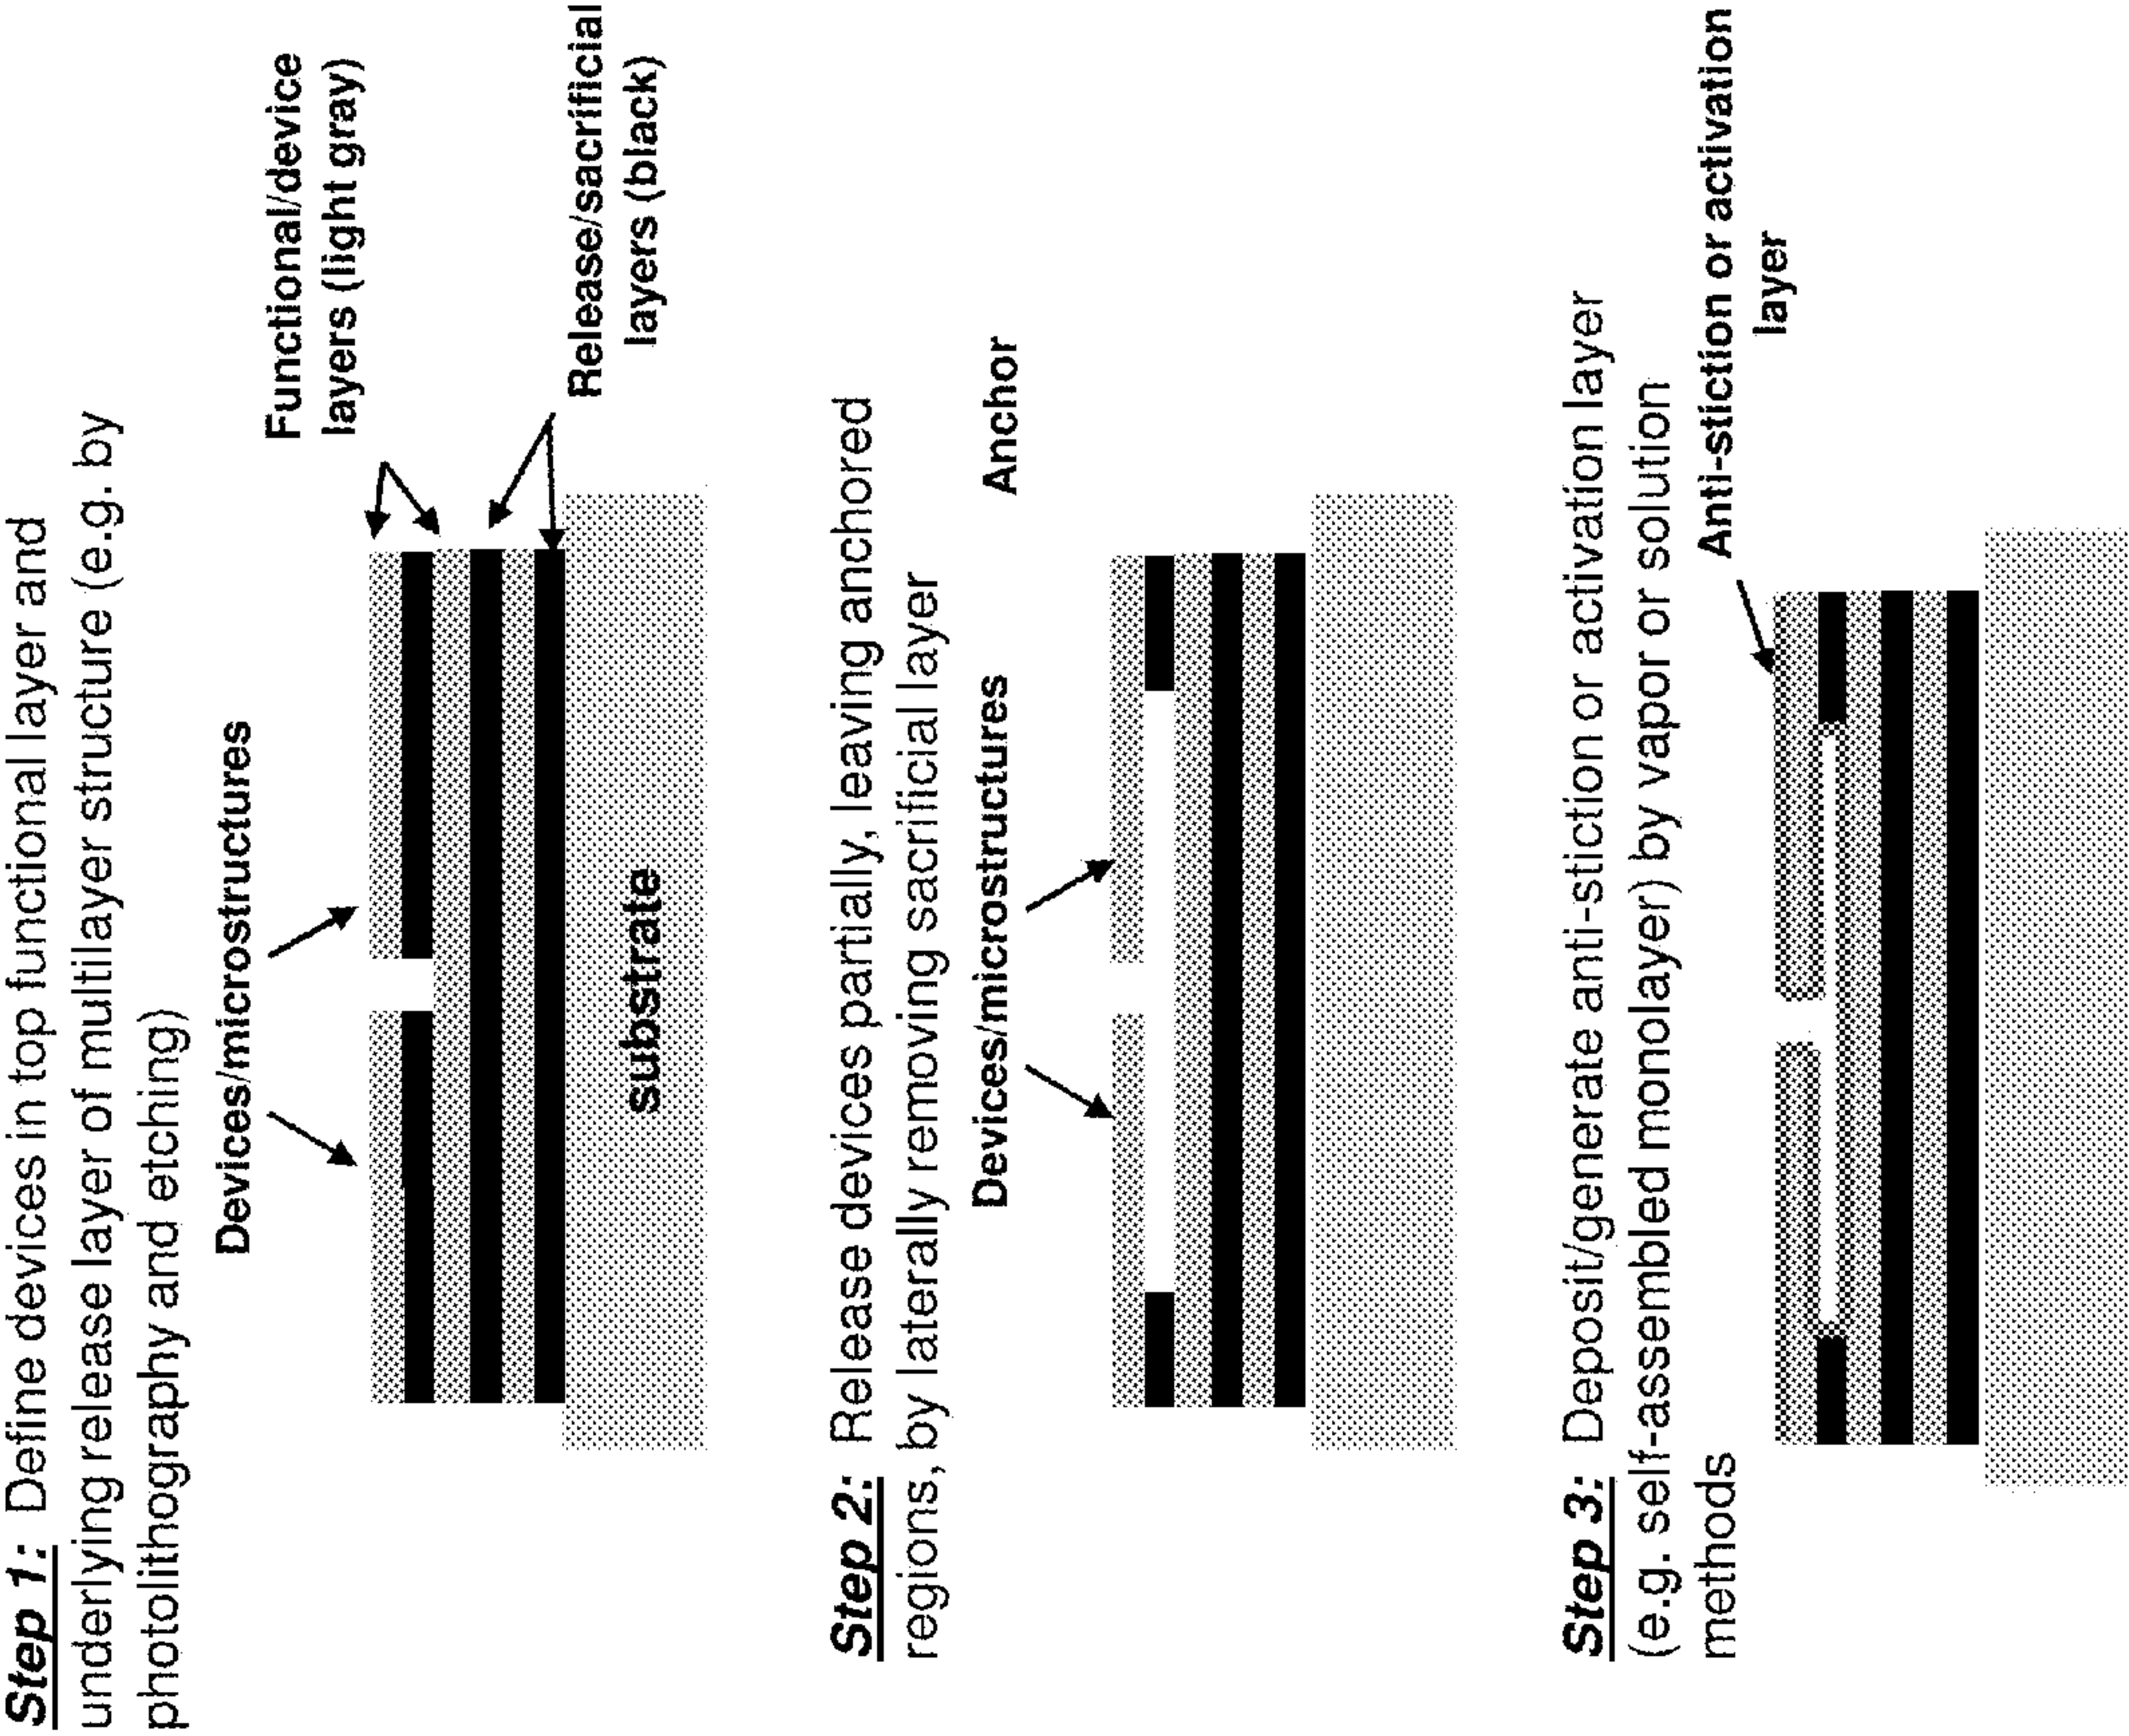 Step 1: Define devices in top functional layer and
underlying release layer of multilayer structure (e.g. by
photolithography and etching)
Devices/microstructures
Functional/device
layers (light gray)
Release/sacrificial
layers (black)
substrate
Step 2: Release devices partially, leaving anchored
regions, by laterally removing sacrificial layer
Devices/microstructures
Anchor
Step 3: Deposit/generate anti-stiction or activation layer
(e.g. self-assembled monolayer) by vapor or solution
methods
Anti-stiction or activation
layer